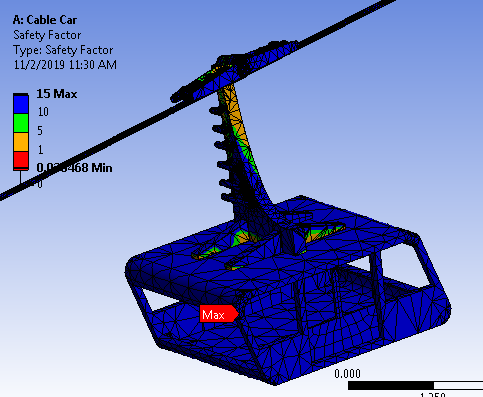 A: Cable Car
Safety Factor
Type: Safety Factor
11/2/2019 11:30 AM
15 Max
10
5
1
Min
0
Max
0.000